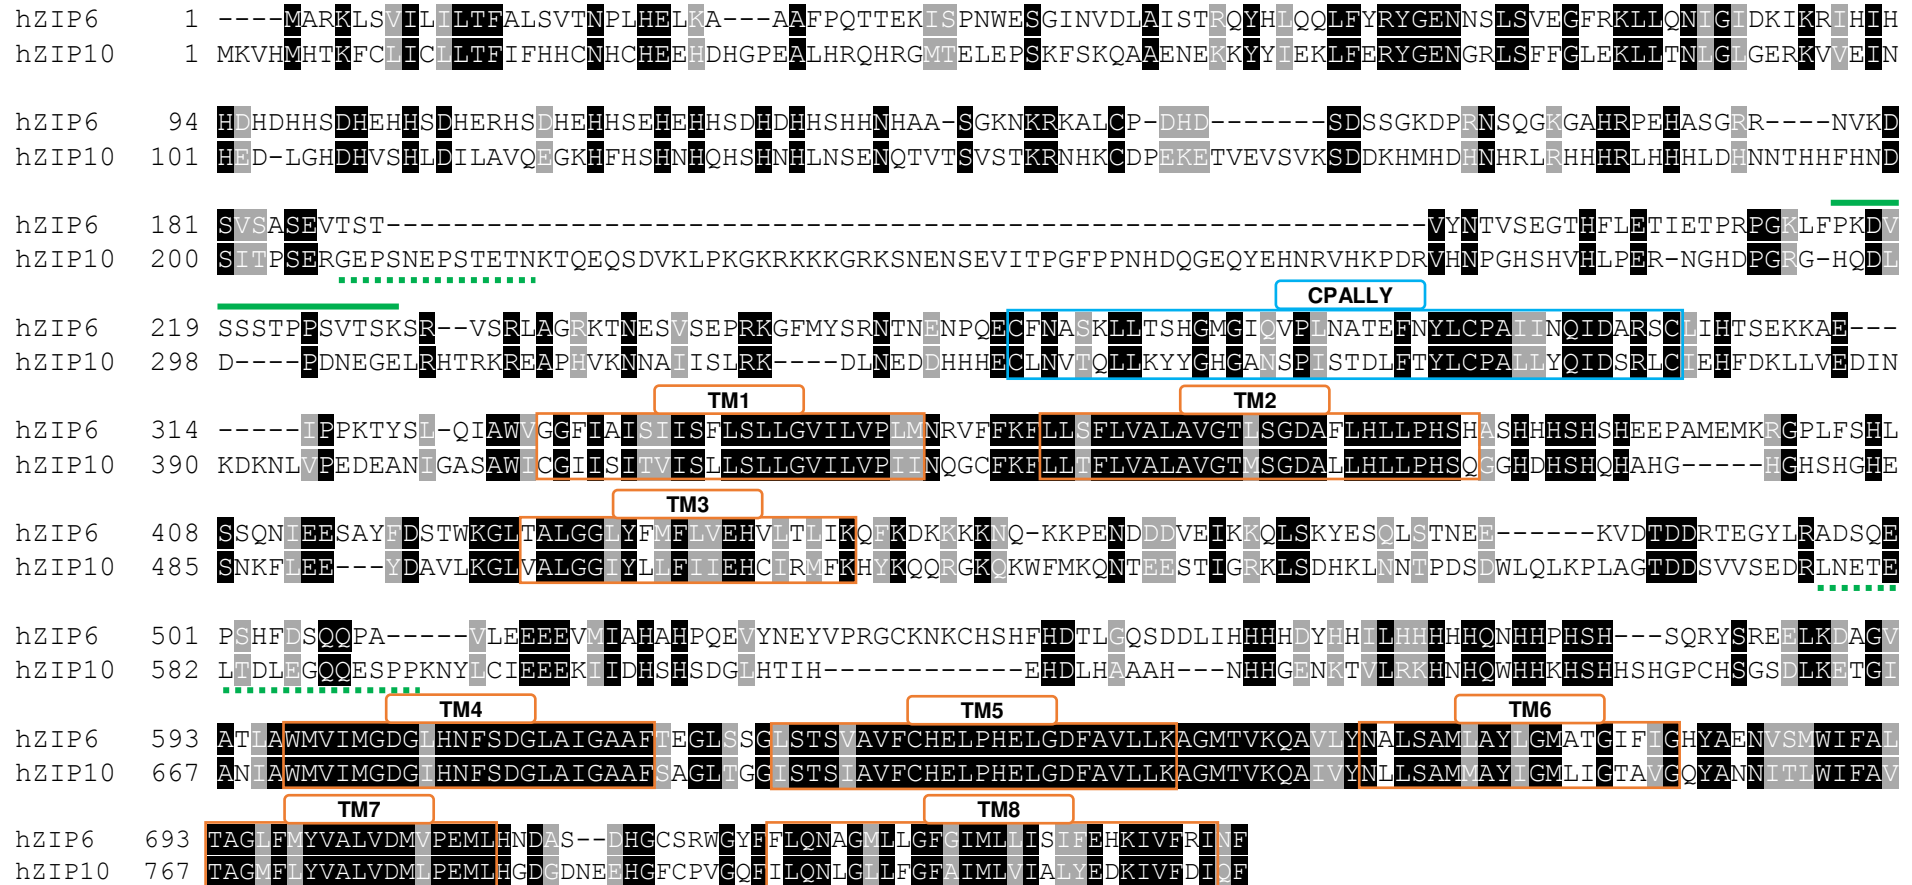 hZIP6 1 ----MARKLSVILILTFALSVTNPLHELKA---AAFPQTTEKISPNWESGINVDLAISTRQYHLQQLFYRYGENNSLSVEGFRKLLQNIGIDKIKRIHIH
hZIP10 1 MKVHMHTKFCLICLLTFIFHHCNHCHEEHDHGPEALHRQHRGMTELEPSKFSKQAAENEKKYYIEKLFERYGENGRLSFFGLEKLLTNLGLGERKVVEIN
hZIP6 94 HDHDHHSDHEHHSDHERHSDHEHHSEHEHHSDHDHHSHHNHAA-SGKNKRKALCP-DHD-------SDSSGKDPRNSQGKGAHRPEHASGRR----NVKD
hZIP10 101 HED-LGHDHVSHLDILAVQEGKHFHSHNHQHSHNHLNSENQTVTSVSTKRNHKCDPEKETVEVSVKSDDKHMHDHNHRLRHHHRLHHHLDHNNTHHFHND
hZIP6 181 SVSASEVTST--------------------------------------------------------------VYNTVSEGTHFLETIETPRPGKLFPKDV
hZIP10 200 SITPSERGEPSNEPSTETNKTQEQSDVKLPKGKRKKKGRKSNENSEVITPGFPPNHDQGEQYEHNRVHKPDRVHNPGHSHVHLPER-NGHDPGRG-HQDL
CPALLY
hZIP6 219 SSSTPPSVTSKSR--VSRLAGRKTNESVSEPRKGFMYSRNTNENPQECFNASKLLTSHGMGIQVPLNATEFNYLCPAIINQIDARSCLIHTSEKKAE---
hZIP10 298 D----PDNEGELRHTRKREAPHVKNNAIISLRK----DLNEDDHHHECLNVTQLLKYYGHGANSPISTDLFTYLCPALLYQIDSRLCIEHFDKLLVEDIN
TM1 TM2
hZIP6 314 -----IPPKTYSL-QIAWVGGFIAISIISFLSLLGVILVPLMNRVFFKFLLSFLVALAVGTLSGDAFLHLLPHSHASHHHSHSHEEPAMEMKRGPLFSHL
hZIP10 390 KDKNLVPEDEANIGASAWICGIISITVISLLSLLGVILVPIINQGCFKFLLTFLVALAVGTMSGDALLHLLPHSQGGHDHSHQHAHG-----HGHSHGHE
TM3
hZIP6 408 SSQNIEESAYFDSTWKGLTALGGLYFMFLVEHVLTLIKQFKDKKKKNQ-KKPENDDDVEIKKQLSKYESQLSTNEE------KVDTDDRTEGYLRADSQE
hZIP10 485 SNKFLEE---YDAVLKGLVALGGIYLLFIIEHCIRMFKHYKQQRGKQKWFMKQNTEESTIGRKLSDHKLNNTPDSDWLQLKPLAGTDDSVVSEDRLNETE
hZIP6 501 PSHFDSQQPA-----VLEEEEVMIAHAHPQEVYNEYVPRGCKNKCHSHFHDTLGQSDDLIHHHHDYHHILHHHHHQNHHPHSH---SQRYSREELKDAGV
hZIP10 582 LTDLEGQQESPPKNYLCIEEEKIIDHSHSDGLHTIH------------EHDLHAAAH---NHHGENKTVLRKHNHQWHHKHSHHSHGPCHSGSDLKETGI
TM4 TM5 TM6
hZIP6 593 ATLAWMVIMGDGLHNFSDGLAIGAAFTEGLSSGLSTSVAVFCHELPHELGDFAVLLKAGMTVKQAVLYNALSAMLAYLGMATGIFIGHYAENVSMWIFAL
hZIP10 667 ANIAWMVIMGDGIHNFSDGLAIGAAFSAGLTGGISTSIAVFCHELPHELGDFAVLLKAGMTVKQAIVYNLLSAMMAYIGMLIGTAVGQYANNITLWIFAV
TM7 TM8
hZIP6 693 TAGLFMYVALVDMVPEMLHNDAS--DHGCSRWGYFFLQNAGMLLGFGIMLLISIFEHKIVFRINF
hZIP10 767 TAGMFLYVALVDMLPEMLHGDGDNEEHGFCPVGQFILQNLGLLFGFAIMLVIALYEDKIVFDIQF